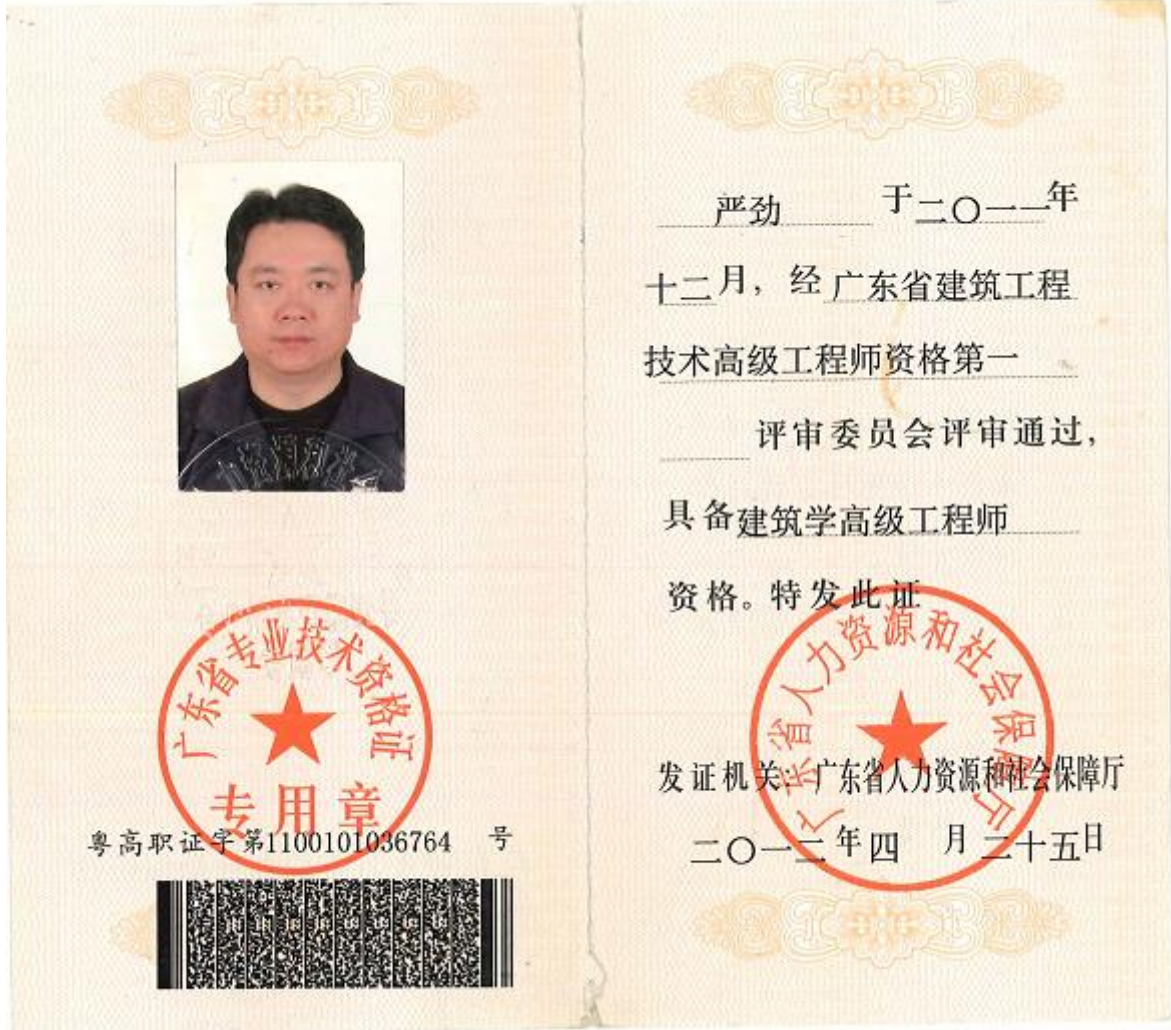 广东省专业技术资格证
专用章
粤高职证字第1100101036764 号
严劲 于二〇一一年
十二月，经广东省建筑工程
技术高级工程师资格第一
评审委员会评审通过，
具备建筑学高级工程师
资格。特发此证
广东省人力资源和社会保障厅
发证机关：广东省人力资源和社会保障厅
二〇一二年四 月二十五日